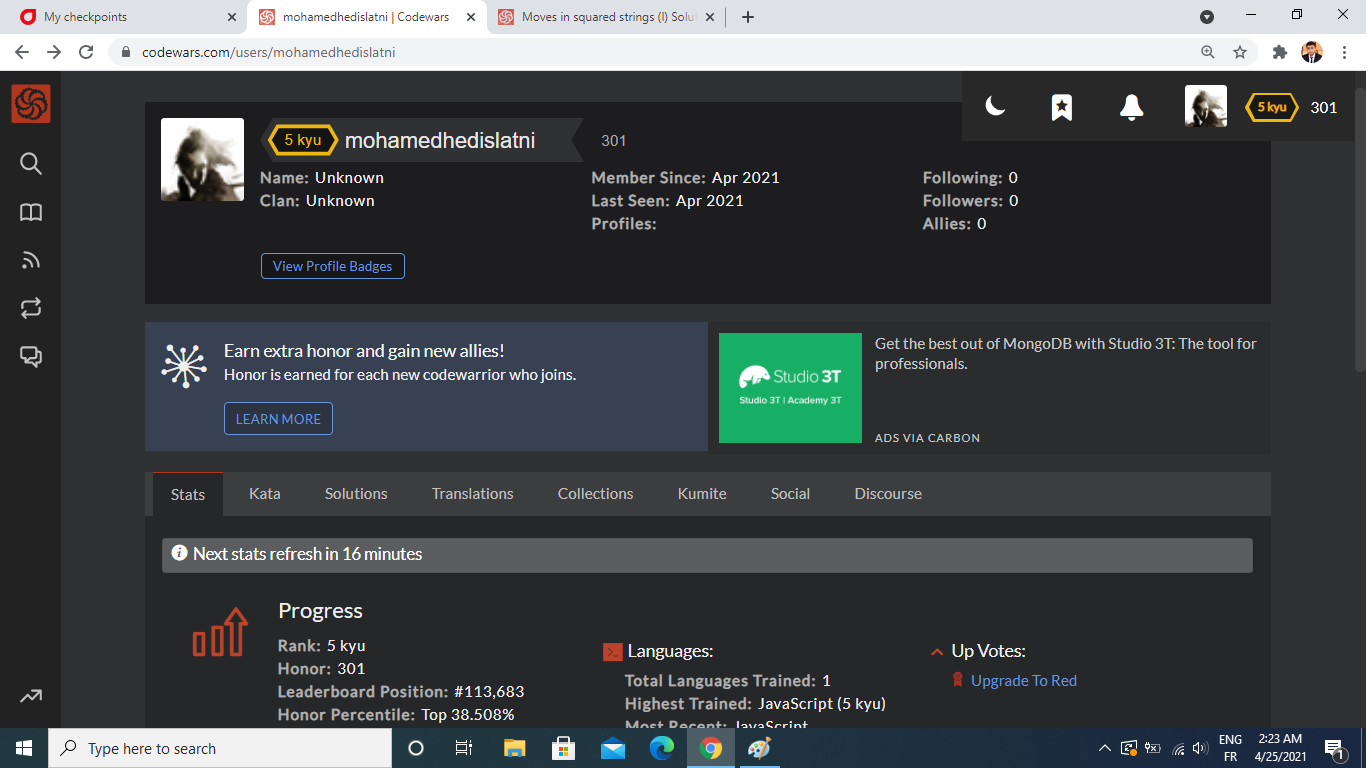 My checkpoints
mohamedhedislatni | Codewars
Moves in squared strings (I) Solu
codewars.com/users/mohamedhedislatni
5 kyu
301
5 kyu
mohamedhedislatni
301
Name: Unknown
Clan: Unknown
Member Since: Apr 2021
Last Seen: Apr 2021
Profiles:
Following: 0
Followers: 0
Allies: 0
View Profile Badges
Earn extra honor and gain new allies!
Honor is earned for each new codewarrior who joins.
LEARN MORE
Studio 3T
Studio 3T | Academy 3T
Get the best out of MongoDB with Studio 3T: The tool for
professionals.
ADS VIA CARBON
Stats
Kata
Solutions
Translations
Collections
Kumite
Social
Discourse
Next stats refresh in 16 minutes
Progress
Rank: 5 kyu
Honor: 301
Leaderboard Position: #113,683
Honor Percentile: Top 38.508%
Languages:
Total Languages Trained: 1
Highest Trained: JavaScript (5 kyu)
Most Recent: JavaScript
Up Votes:
Upgrade To Red
Type here to search
ENG
FR
2:23 AM
4/25/2021
1